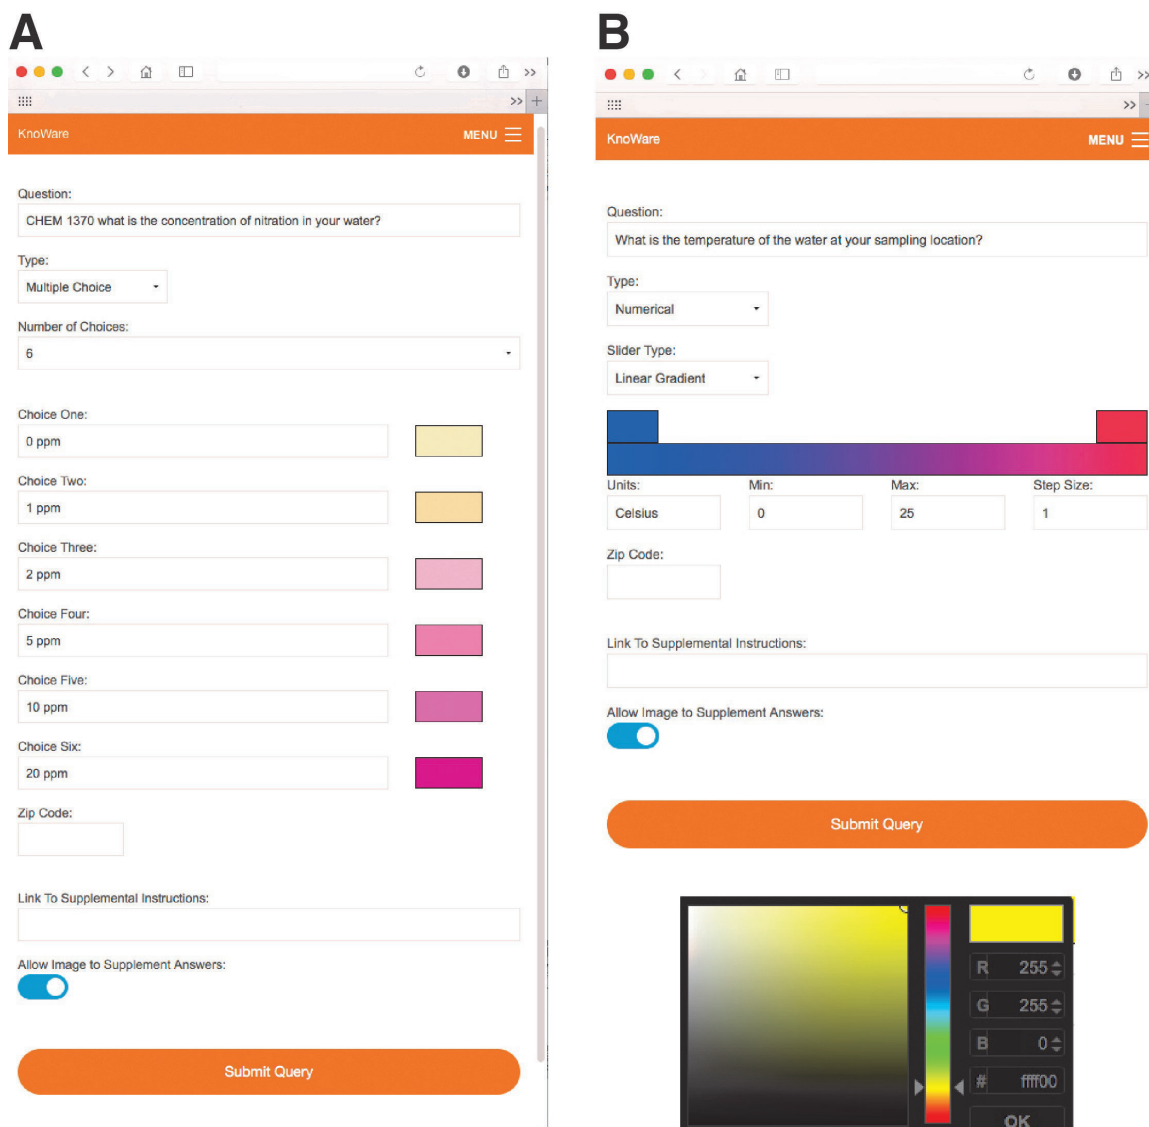 A
KnoWare
MENU
Question:
CHEM 1370 what is the concentration of nitration in your water?
Type:
Multiple Choice
Number of Choices:
6
Choice One:
0 ppm
Choice Two:
1 ppm
Choice Three:
2 ppm
Choice Four:
5 ppm
Choice Five:
10 ppm
Choice Six:
20 ppm
Zip Code:
Link To Supplemental Instructions:
Allow Image to Supplement Answers:
Submit Query
B
KnoWare
MENU
Question:
What is the temperature of the water at your sampling location?
Type:
Numerical
Slider Type:
Linear Gradient
Units: Min: Max: Step Size:
Celsius 0 25 1
Zip Code:
Link To Supplemental Instructions:
Allow Image to Supplement Answers:
Submit Query
R 255
G 255
B 0
# ffff00
OK